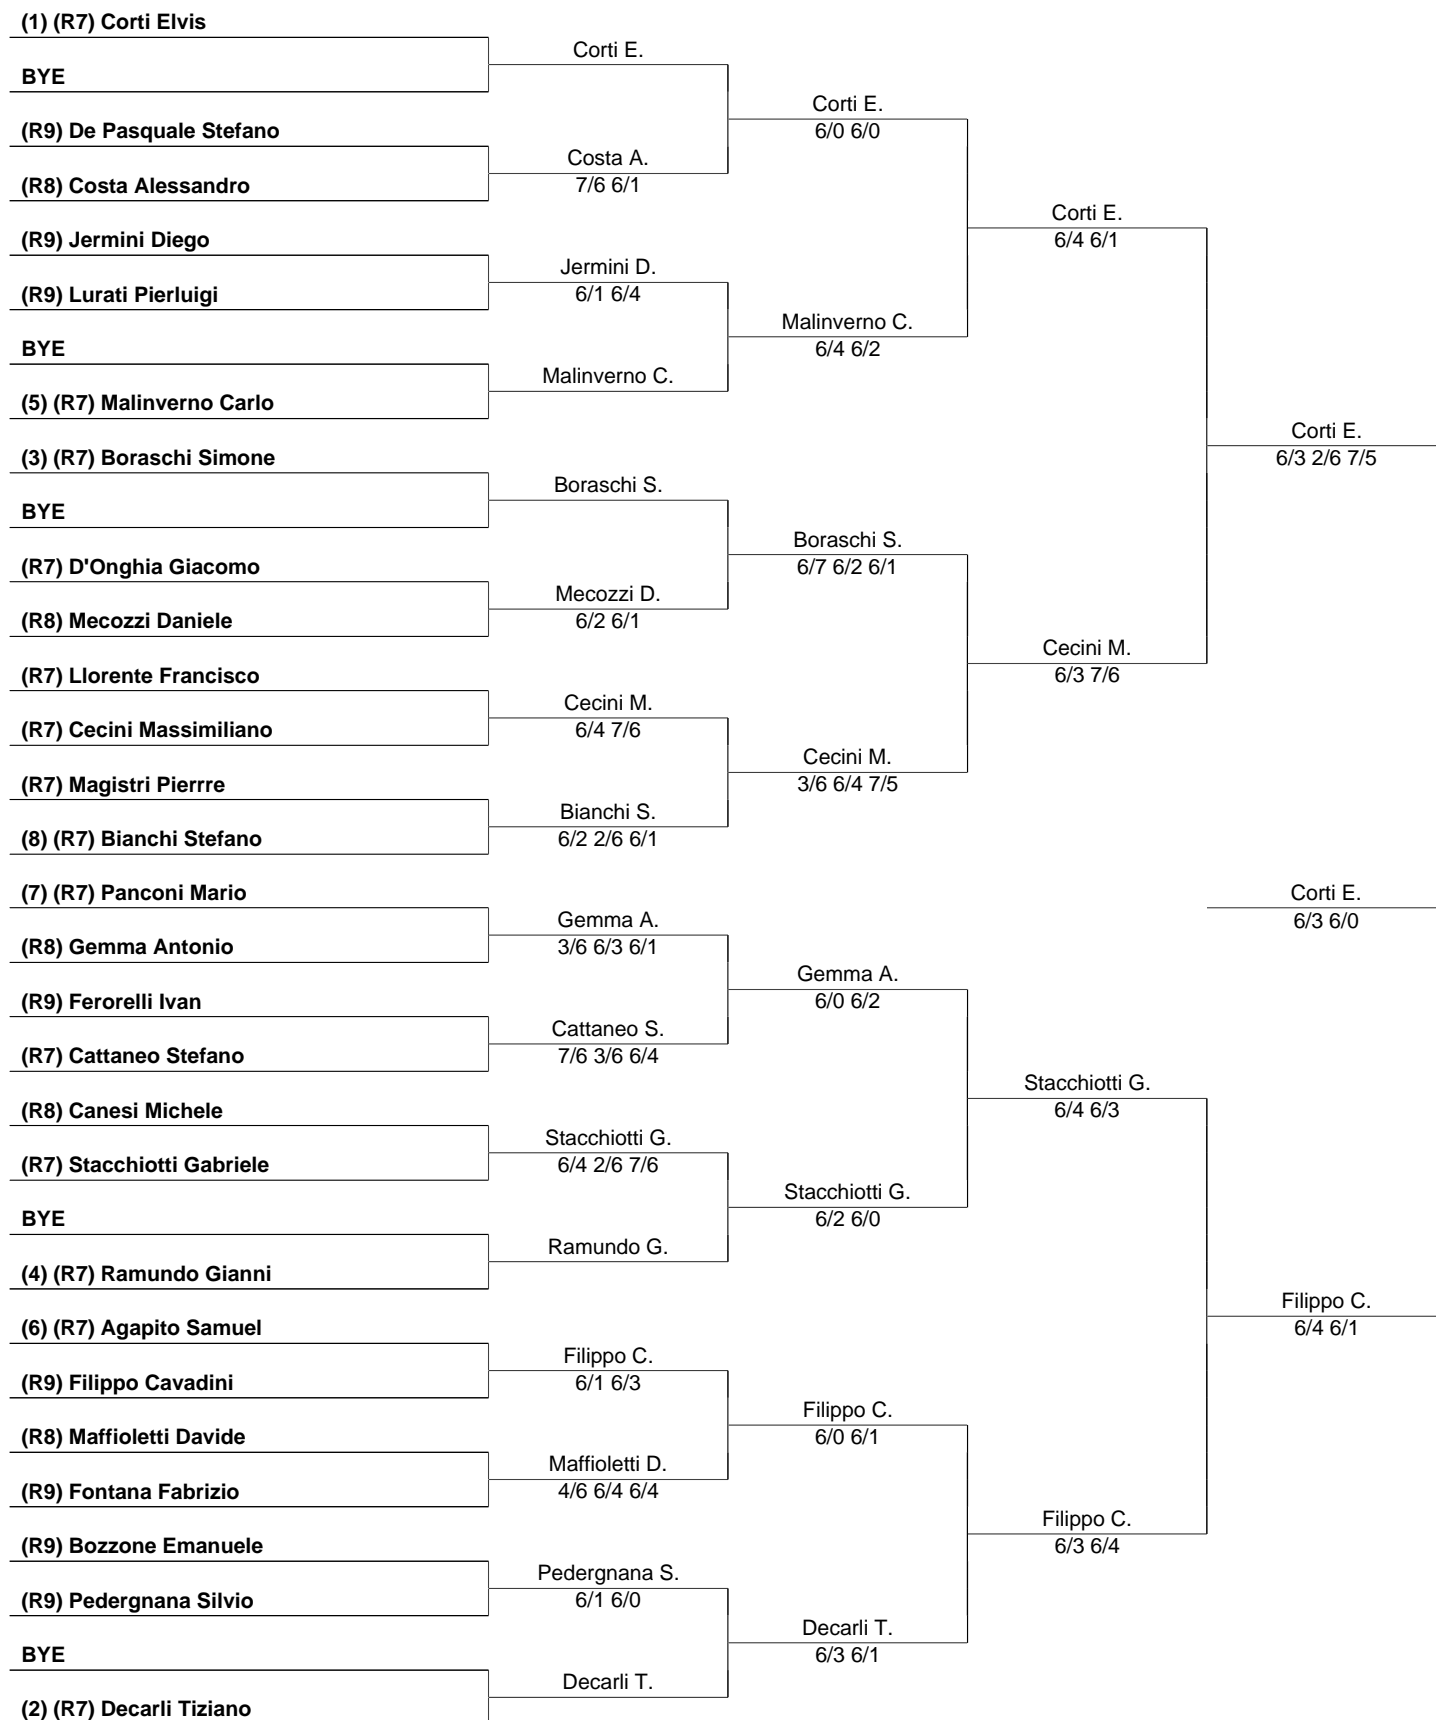 (1) (R7) Corti Elvis
Corti E.
BYE
Corti E.
6/0 6/0
(R9) De Pasquale Stefano
Costa A.
7/6 6/1
(R8) Costa Alessandro
Corti E.
6/4 6/1
(R9) Jermini Diego
Jermini D.
6/1 6/4
(R9) Lurati Pierluigi
Malinverno C.
6/4 6/2
BYE
Malinverno C.
(5) (R7) Malinverno Carlo
Corti E.
6/3 2/6 7/5
(3) (R7) Boraschi Simone
Boraschi S.
BYE
Boraschi S.
6/7 6/2 6/1
(R7) D'Onghia Giacomo
Mecozzi D.
6/2 6/1
(R8) Mecozzi Daniele
Cecini M.
6/3 7/6
(R7) Llorente Francisco
Cecini M.
6/4 7/6
(R7) Cecini Massimiliano
Cecini M.
3/6 6/4 7/5
(R7) Magistri Pierrre
Bianchi S.
6/2 2/6 6/1
(8) (R7) Bianchi Stefano
(7) (R7) Panconi Mario
Corti E.
6/3 6/0
Gemma A.
3/6 6/3 6/1
(R8) Gemma Antonio
Gemma A.
6/0 6/2
(R9) Ferorelli Ivan
Cattaneo S.
7/6 3/6 6/4
(R7) Cattaneo Stefano
Stacchiotti G.
6/4 6/3
(R8) Canesi Michele
Stacchiotti G.
6/4 2/6 7/6
(R7) Stacchiotti Gabriele
Stacchiotti G.
6/2 6/0
BYE
Ramundo G.
(4) (R7) Ramundo Gianni
Filippo C.
6/4 6/1
(6) (R7) Agapito Samuel
Filippo C.
6/1 6/3
(R9) Filippo Cavadini
Filippo C.
6/0 6/1
(R8) Maffioletti Davide
Maffioletti D.
4/6 6/4 6/4
(R9) Fontana Fabrizio
Filippo C.
6/3 6/4
(R9) Bozzone Emanuele
Pedergnana S.
6/1 6/0
(R9) Pedergnana Silvio
Decarli T.
6/3 6/1
BYE
Decarli T.
(2) (R7) Decarli Tiziano